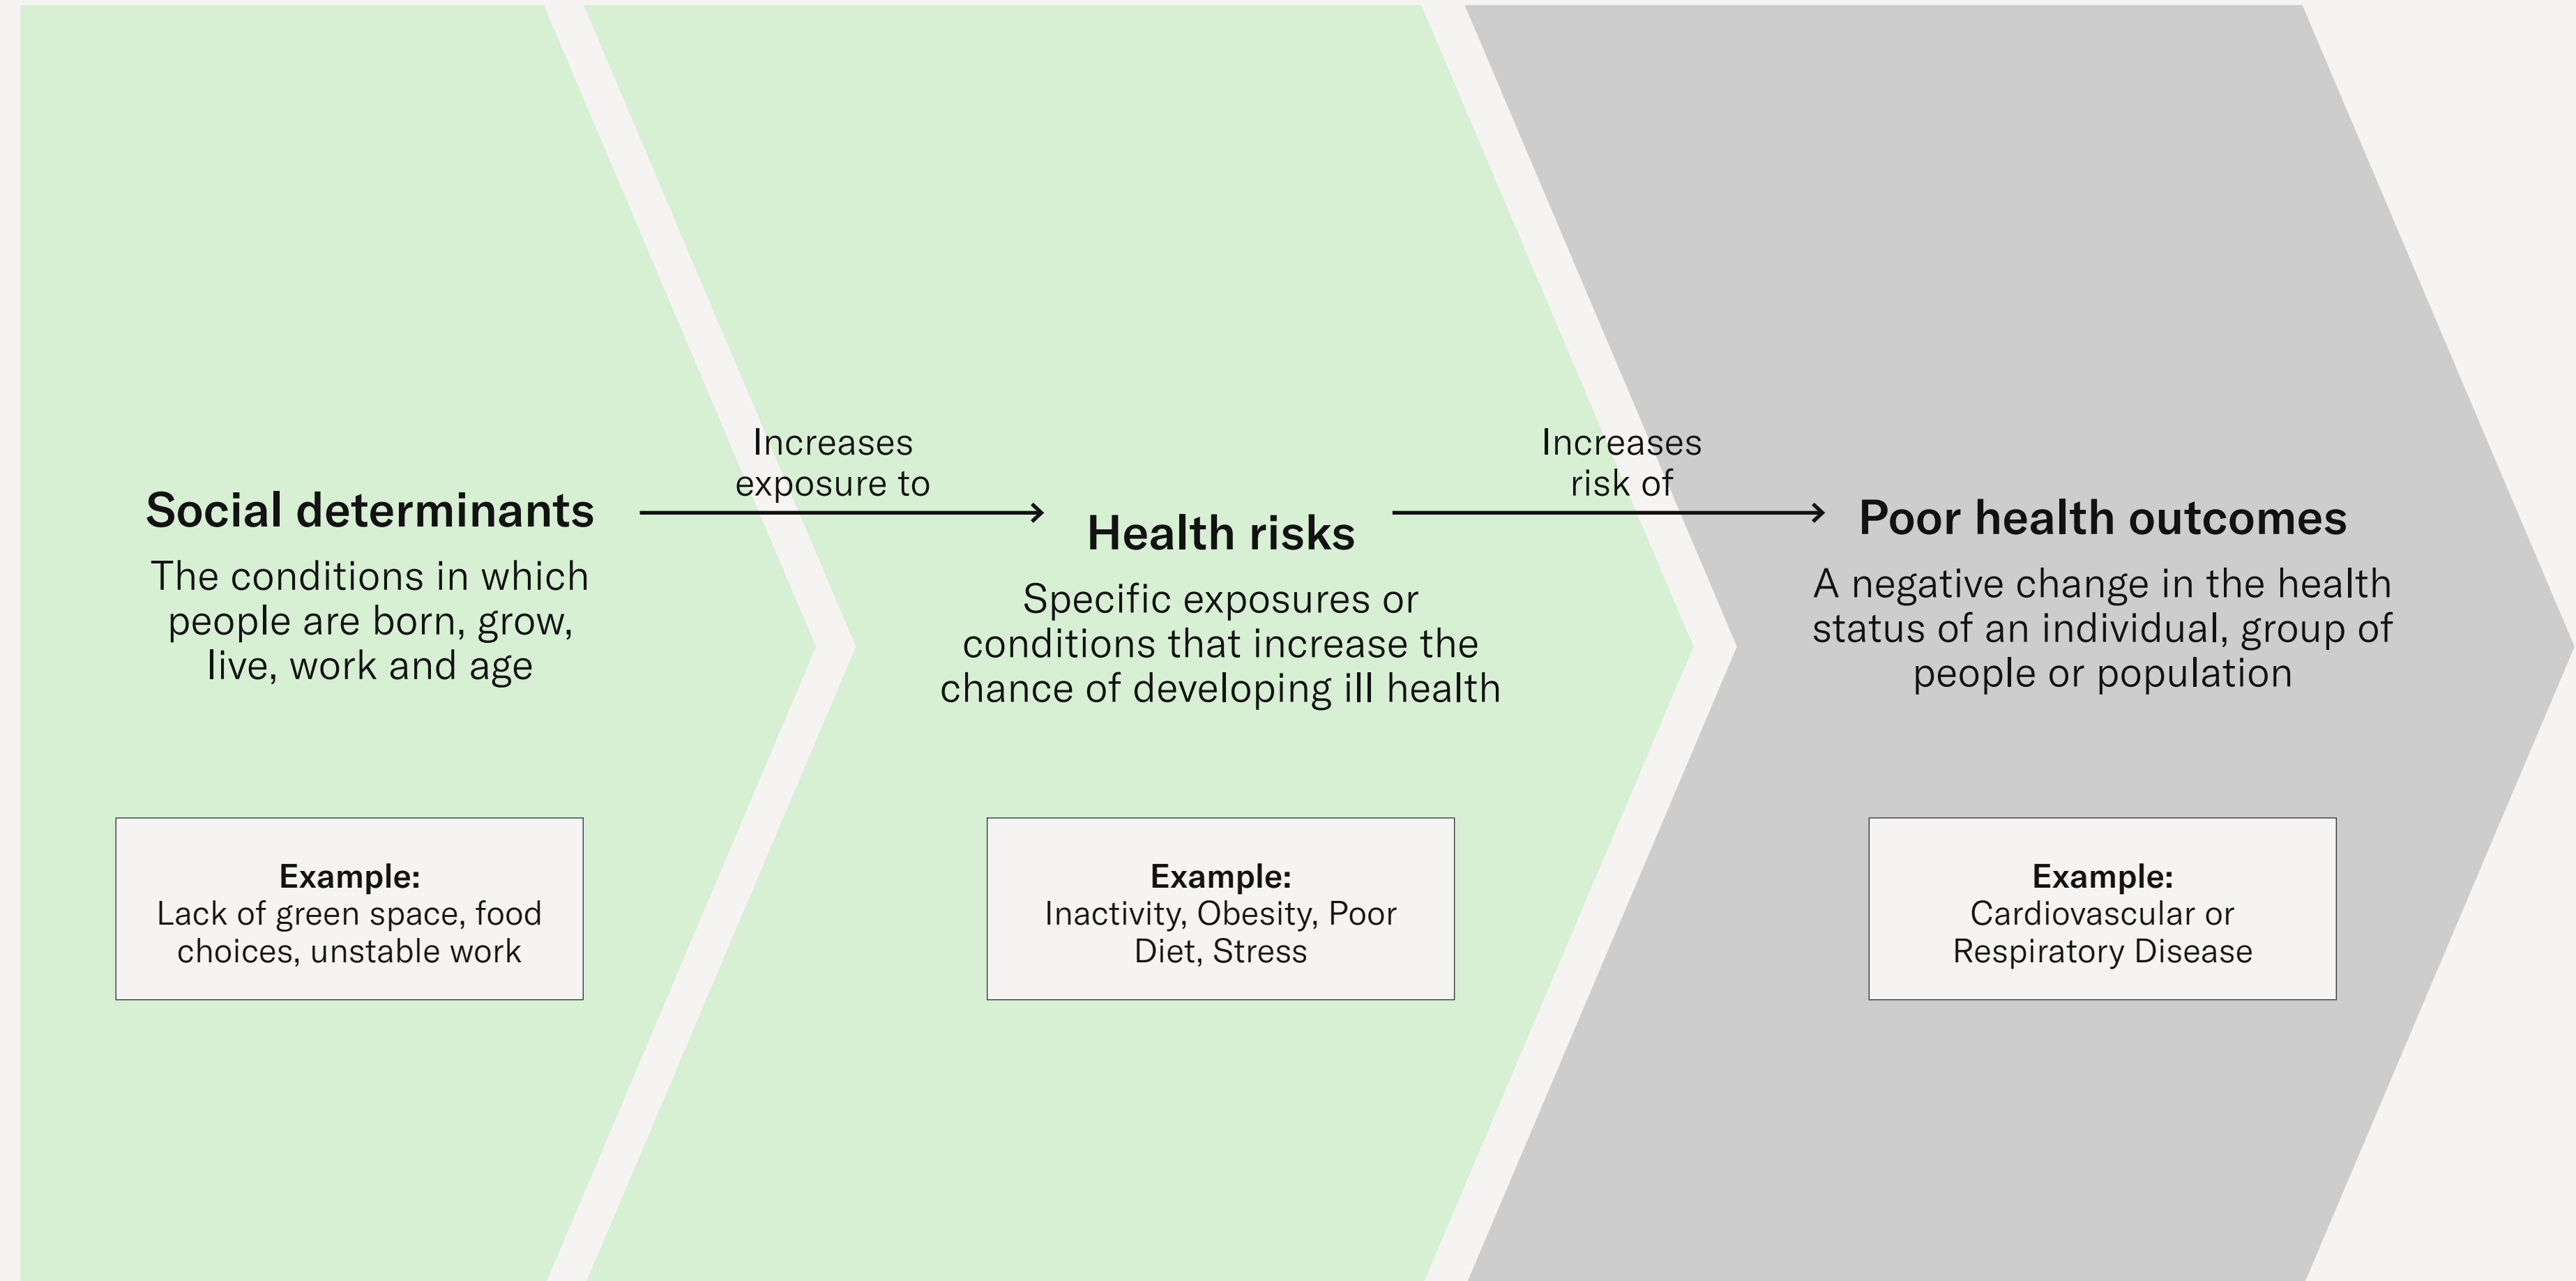 Social determinants
The conditions in which
people are born, grow,
live, work and age
Example:
Lack of green space, food
choices, unstable work
Increases
exposure to
Health risks
Specific exposures or
conditions that increase the
chance of developing ill health
Example:
Inactivity, Obesity, Poor
Diet, Stress
Increases
risk of
Poor health outcomes
A negative change in the health
status of an individual, group of
people or population
Example:
Cardiovascular or
Respiratory Disease